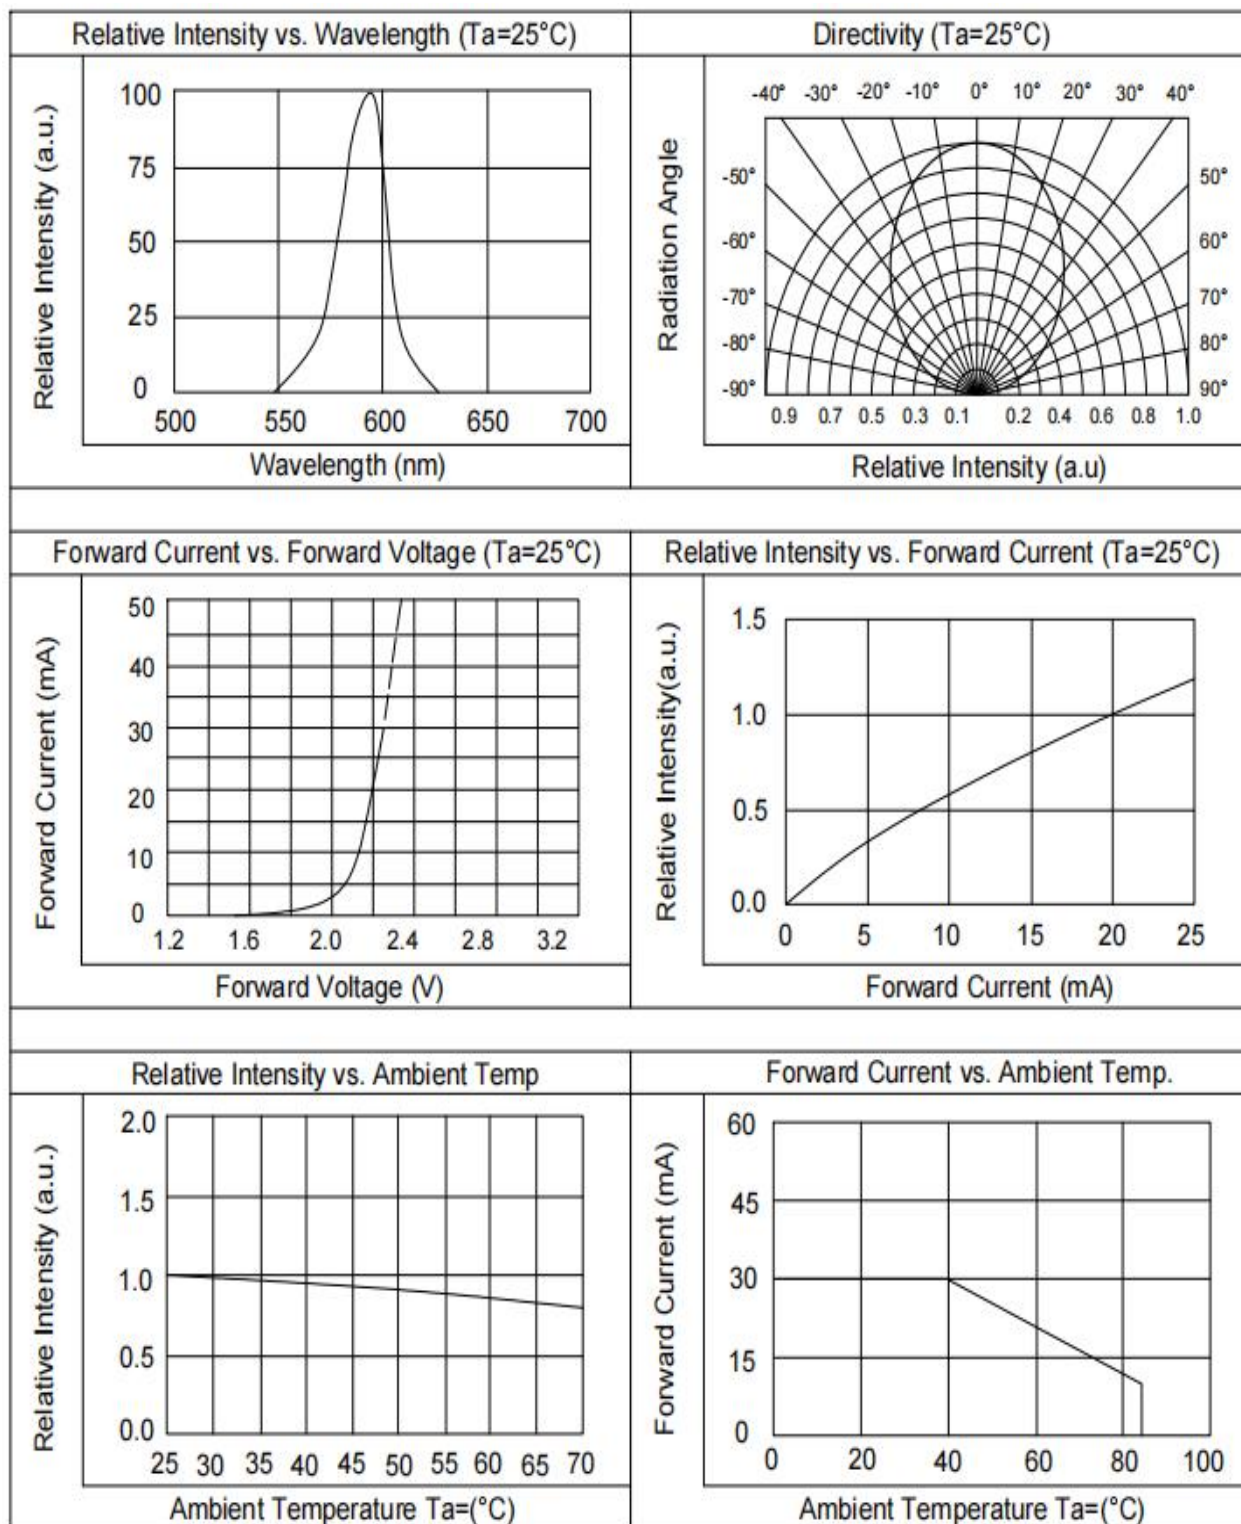 Relative Intensity vs. Wavelength (Ta=25°C)
Relative Intensity (a.u.)
100
75
50
25
0
500 550 600 650 700
Wavelength (nm)
Directivity (Ta=25°C)
Radiation Angle
-40° -30° -20° -10° 0° 10° 20° 30° 40°
-50° 50°
-60° 60°
-70° 70°
-80° 80°
-90° 90°
0.9 0.7 0.5 0.3 0.1 0.2 0.4 0.6 0.8 1.0
Relative Intensity (a.u)
Forward Current vs. Forward Voltage (Ta=25°C)
Forward Current (mA)
50
40
30
20
10
0
1.2 1.6 2.0 2.4 2.8 3.2
Forward Voltage (V)
Relative Intensity vs. Forward Current (Ta=25°C)
Relative Intensity(a.u.)
1.5
1.0
0.5
0.0
0 5 10 15 20 25
Forward Current (mA)
Relative Intensity vs. Ambient Temp
Relative Intensity (a.u.)
2.0
1.5
1.0
0.5
0.0
25 30 35 40 45 50 55 60 65 70
Ambient Temperature Ta=(°C)
Forward Current vs. Ambient Temp.
Forward Current (mA)
60
45
30
15
0
0 20 40 60 80 100
Ambient Temperature Ta=(°C)